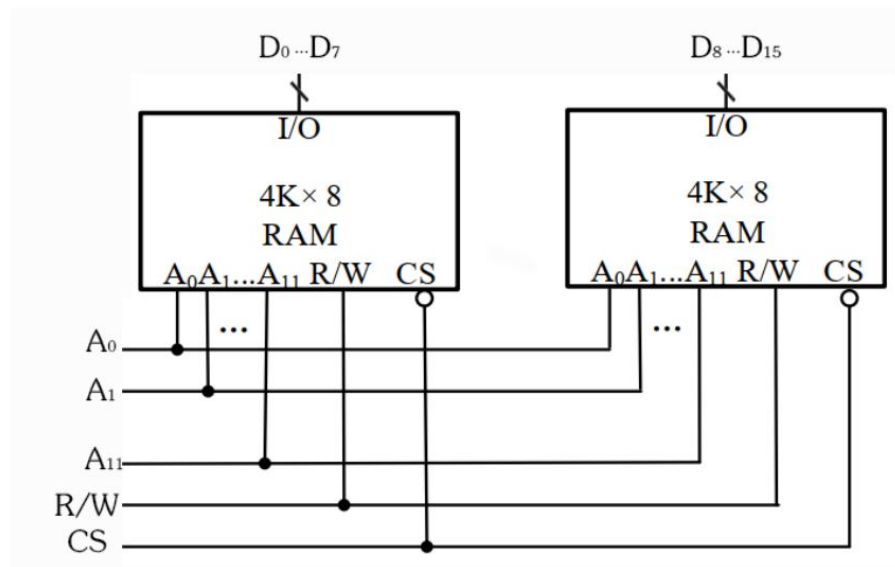 D₀...D₇
D₈...D₁₅
I/O
4K× 8
RAM
A₀A₁...A₁₁ R/W CS
I/O
4K× 8
RAM
A₀A₁...A₁₁ R/W CS
...
...
A₀
A₁
A₁₁
R/W
CS